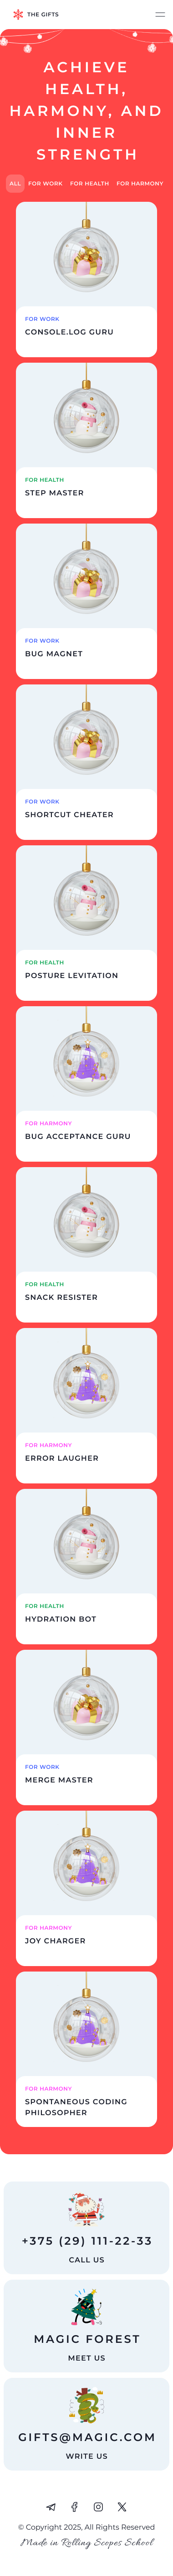 THE GIFTS
ACHIEVE
HEALTH,
HARMONY, AND
INNER
STRENGTH
ALL FOR WORK FOR HEALTH FOR HARMONY
FOR WORK
CONSOLE.LOG GURU
FOR HEALTH
STEP MASTER
FOR WORK
BUG MAGNET
FOR WORK
SHORTCUT CHEATER
FOR HEALTH
POSTURE LEVITATION
FOR HARMONY
BUG ACCEPTANCE GURU
FOR HEALTH
SNACK RESISTER
FOR HARMONY
ERROR LAUGHER
FOR HEALTH
HYDRATION BOT
FOR WORK
MERGE MASTER
FOR HARMONY
JOY CHARGER
FOR HARMONY
SPONTANEOUS CODING
PHILOSOPHER
+375 (29) 111-22-33
CALL US
MAGIC FOREST
MEET US
GIFTS@MAGIC.COM
WRITE US
© Copyright 2025, All Rights Reserved
Made in Rolling Scopes School